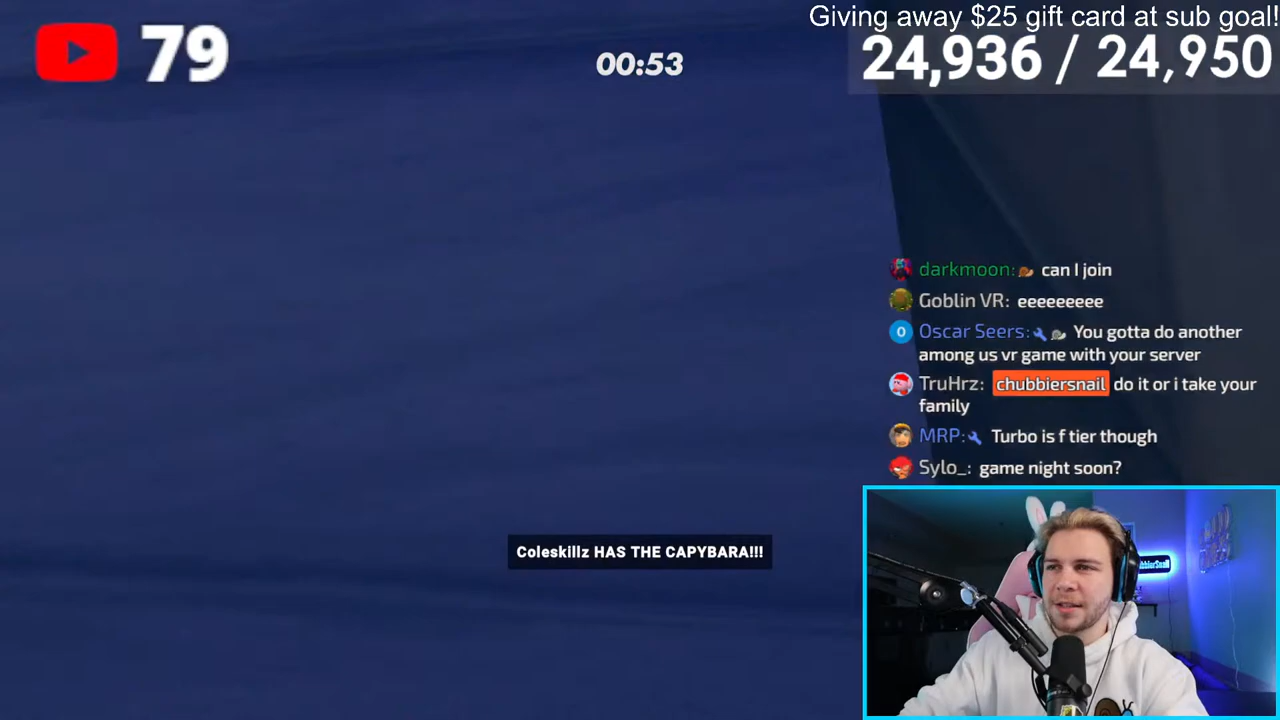 Giving away $25 gift card at sub goal!
79
00:53
24,936 / 24,950
darkmoon: can I join
Goblin VR: eeeeeeeee
O Oscar Seers: You gotta do another
among us vr game with your server
TruHrz: chubbiersnail do it or i take your
family
MRP: Turbo is f tier though
Sylo_: game night soon?
Coleskillz HAS THE CAPYBARA!!!